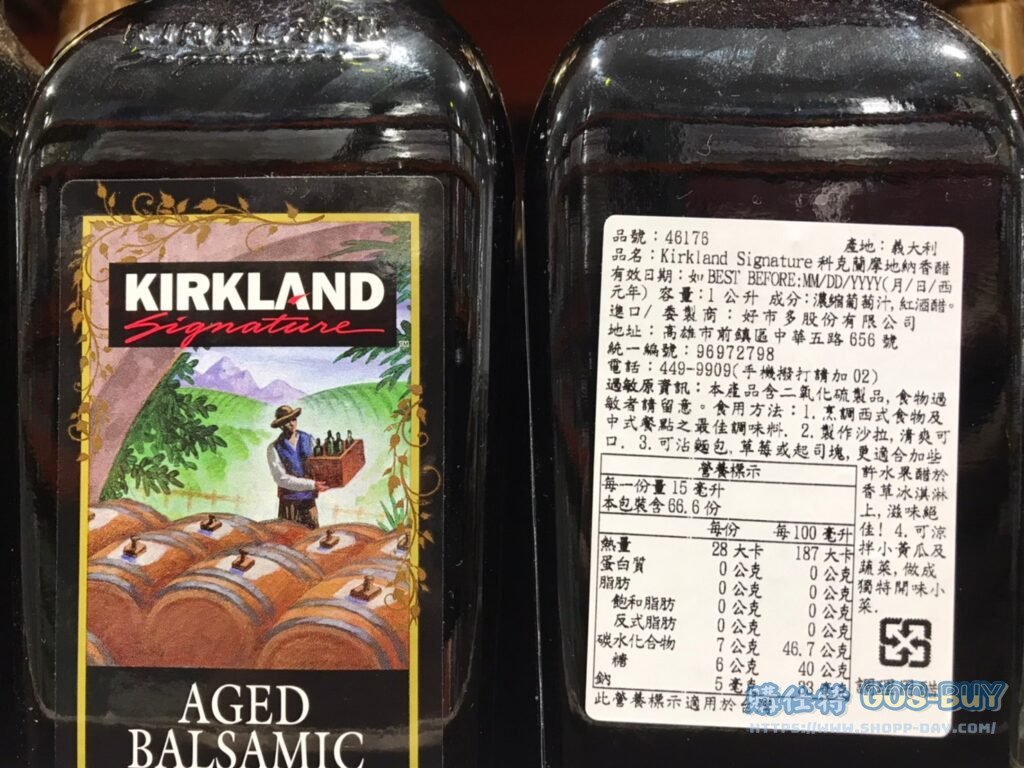 KIRKLAND
Signature
KIRKLAND
Signature
AGED
BALSAMIC
品號：46176 產地：義大利
品名：Kirkland Signature 科克蘭摩地納香醋
有效日期：如BEST BEFORE:MM/DD/YYYY(月/日/西
元年) 容量：1 公升 成分：濃縮葡萄汁,紅酒醋。
進口/ 委製商：好市多股份有限公司
地址：高雄市前鎮區中華五路 656 號
統一編號：96972798
電話：449-9909(手機撥打請加 02)
過敏原資訊：本產品含二氧化硫製品,食物過
敏者請留意。食用方法：1.烹調西式食物及
中式餐點之最佳調味料. 2.製作沙拉,清爽可
口. 3.可沾麵包,草莓或起司塊,更適合加些
許水果醋於
香草冰淇淋
上,滋味絕
佳! 4.可涼
拌小黃瓜及
蔬菜,做成
獨特開味小
菜.
營養標示
每一份量 15 毫升
本包裝含 66.6 份
每份 每 100 毫升
熱量 28 大卡 187 大卡
蛋白質 0 公克 0 公克
脂肪 0 公克 0 公克
飽和脂肪 0 公克 0 公克
反式脂肪 0 公克 0 公克
碳水化合物 7 公克 46.7 公克
糖 6 公克 40 公克
鈉 5 毫克 33 毫克
此營養標示適用於
購仕特 GOS-BUY
HTTPS://WWW.SHOPP-DAY.COM/